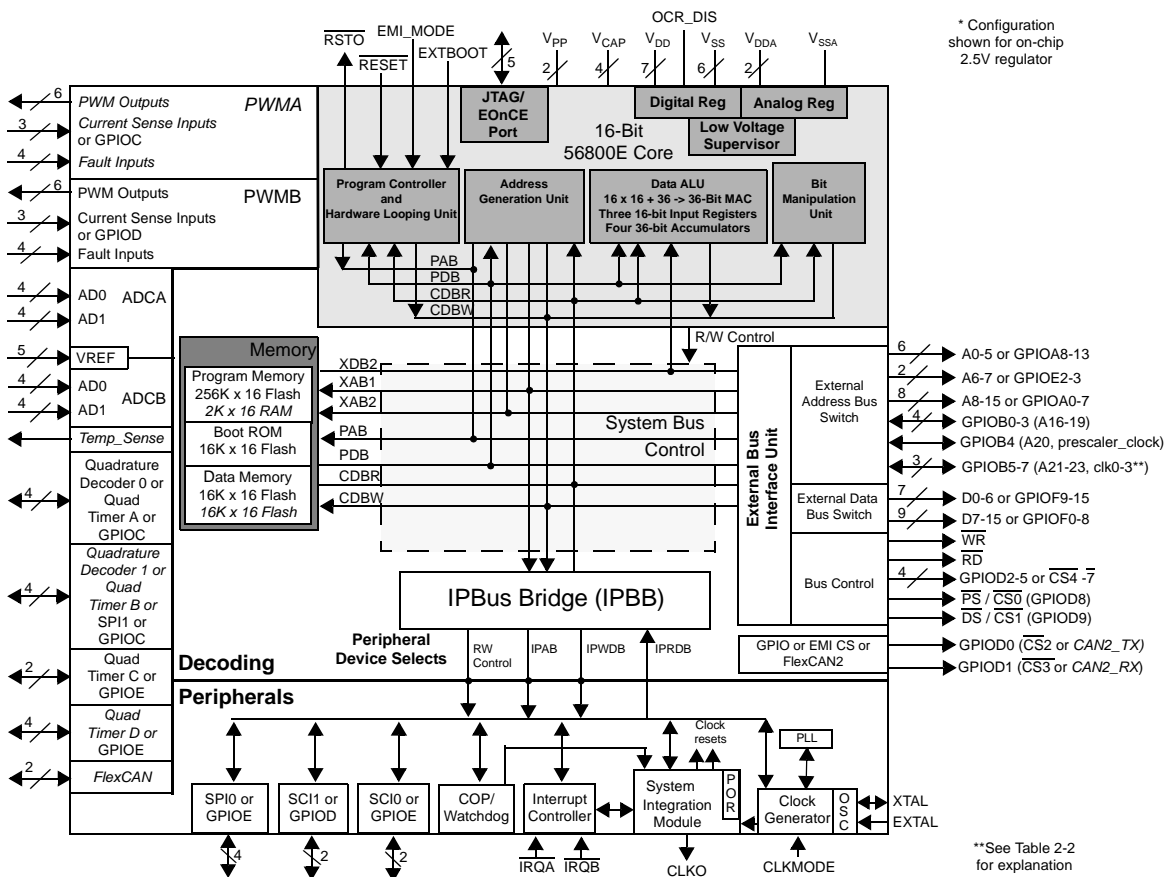 OCR_DIS
* Configuration
shown for on-chip
2.5V regulator
RSTO
EMI_MODE
RESET
EXTBOOT
5
VPP
2
VCAP
4
VDD
7
VSS
6
VDDA
2
VSSA
6
PWM Outputs
PWMA
3
Current Sense Inputs
or GPIOC
4
Fault Inputs
6
PWM Outputs
PWMB
3
Current Sense Inputs
or GPIOD
4
Fault Inputs
JTAG/
EOnCE
Port
Digital Reg
Analog Reg
Low Voltage
Supervisor
16-Bit
56800E Core
Program Controller
and
Hardware Looping Unit
Address
Generation Unit
Data ALU
16 x 16 + 36 -> 36-Bit MAC
Three 16-bit Input Registers
Four 36-bit Accumulators
Bit
Manipulation
Unit
PAB
PDB
CDBR
CDBW
4
AD0
ADCA
4
AD1
5
VREF
4
AD0
ADCB
4
AD1
Temp_Sense
4
Quadrature
Decoder 0 or
Quad
Timer A or
GPIOC
4
Quadrature
Decoder 1 or
Quad
Timer B or
SPI1 or
GPIOC
2
Quad
Timer C or
GPIOE
4
Quad
Timer D or
GPIOE
2
FlexCAN
Memory
Program Memory
256K x 16 Flash
2K x 16 RAM
Boot ROM
16K x 16 Flash
Data Memory
16K x 16 Flash
16K x 16 Flash
XDB2
XAB1
XAB2
PAB
PDB
CDBR
CDBW
R/W Control
System Bus
Control
External Bus
Interface Unit
External
Address Bus
Switch
External Data
Bus Switch
Bus Control
6
A0-5 or GPIOA8-13
2
A6-7 or GPIOE2-3
8
A8-15 or GPIOA0-7
4
GPIOB0-3 (A16-19)
GPIOB4 (A20, prescaler_clock)
3
GPIOB5-7 (A21-23, clk0-3**)
7
D0-6 or GPIOF9-15
9
D7-15 or GPIOF0-8
WR
RD
4
GPIOD2-5 or CS4 -7
PS / CS0 (GPIOD8)
DS / CS1 (GPIOD9)
GPIO or EMI CS or
FlexCAN2
GPIOD0 (CS2 or CAN2_TX)
GPIOD1 (CS3 or CAN2_RX)
IPBus Bridge (IPBB)
Peripheral
Device Selects
RW
Control
IPAB
IPWDB
IPRDB
Decoding
Peripherals
Clock
resets
PLL
SPI0 or
GPIOE
SCI1 or
GPIOD
SCI0 or
GPIOE
COP/
Watchdog
Interrupt
Controller
System
Integration
Module
POR
Clock
Generator
OSC
XTAL
EXTAL
4
2
2
IRQA
IRQB
CLKO
CLKMODE
**See Table 2-2
for explanation